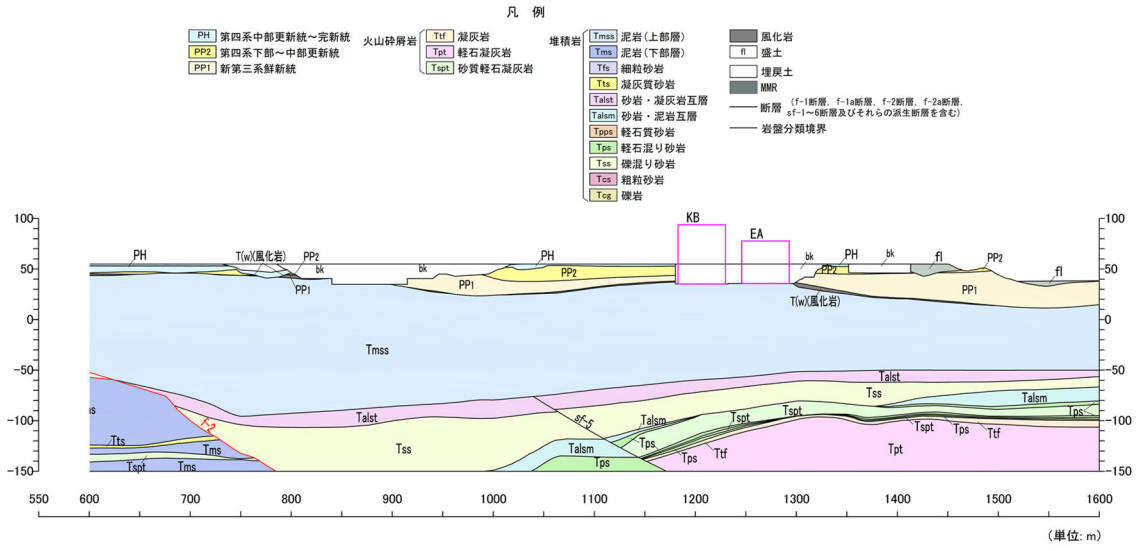 凡 例
PH 第四系中部更新統～完新統
PP2 第四系下部～中部更新統
PP1 新第三系鮮新統
火山砕屑岩
Ttf 凝灰岩
Tpt 軽石凝灰岩
Tspt 砂質軽石凝灰岩
堆積岩
Tmss 泥岩(上部層)
Tms 泥岩(下部層)
Tfs 細粒砂岩
Tts 凝灰質砂岩
Talst 砂岩・凝灰岩互層
Talsm 砂岩・泥岩互層
Tpps 軽石質砂岩
Tps 軽石混り砂岩
Tss 礫混り砂岩
Tcs 粗粒砂岩
Tcg 礫岩
風化岩
fl 盛土
埋戻土
MMR
断層 (f-1断層, f-1a断層, f-2断層, f-2a断層,
sf-1～6断層及びそれらの派生断層を含む)
岩盤分類境界
100 KB 100
EA
PH T(w)(風化岩) PP2 PH bk PH bk fl PP2
50 bk bk PP2 PP2 fl 50
PP1 PP1 PP1
T(w)(風化岩)
0 0
Tmss
-50 -50
Talst
Tss
Talsm
Talst f-2 sf-5 Talsm Tspt Tspt Tps
-100 -100
Tts Tms Tss Talsm Tps Tspt Tps Ttf
Tspt Tms Tps Tps Ttf Tpt
-150 -150
550 600 700 800 900 1000 1100 1200 1300 1400 1500 1600
(単位: m)